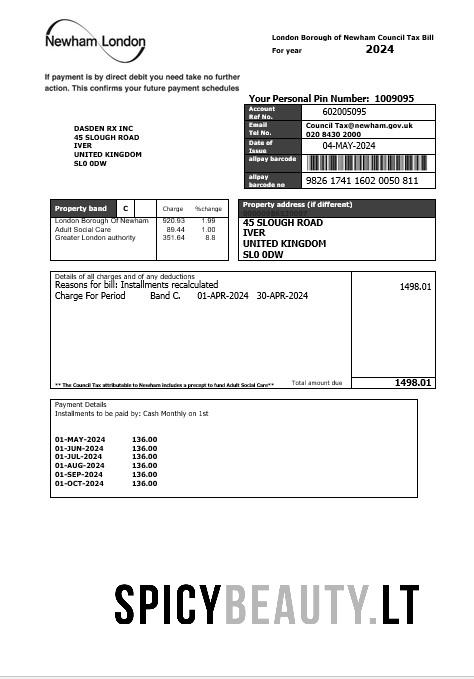 Newham London
London Borough of Newham Council Tax Bill
For year 2024
If payment is by direct debit you need take no further
action. This confirms your future payment schedules
Your Personal Pin Number: 1009095
Account Ref No. 602005095
Email Council Tax@newham.gov.uk
Tel No. 020 8430 2000
Date of Issue 04-MAY-2024
allpay barcode
allpay barcode no 9826 1741 1602 0050 811
DASDEN RX INC
45 SLOUGH ROAD
IVER
UNITED KINGDOM
SL0 0DW
Property band C Charge %change
London Borough Of Newham 920.93 1.99
Adult Social Care 89.44 1.00
Greater London authority 351.64 8.8
Property address (if different)
45 SLOUGH ROAD
IVER
UNITED KINGDOM
SL0 0DW
Details of all charges and of any deductions
Reasons for bill: Installments recalculated 1498.01
Charge For Period Band C. 01-APR-2024 30-APR-2024
** The Council Tax attributable to Newham includes a precept to fund Adult Social Care** Total amount due 1498.01
Payment Details
Installments to be paid by: Cash Monthly on 1st
01-MAY-2024 136.00
01-JUN-2024 136.00
01-JUL-2024 136.00
01-AUG-2024 136.00
01-SEP-2024 136.00
01-OCT-2024 136.00
SPICYBEAUTY.LT